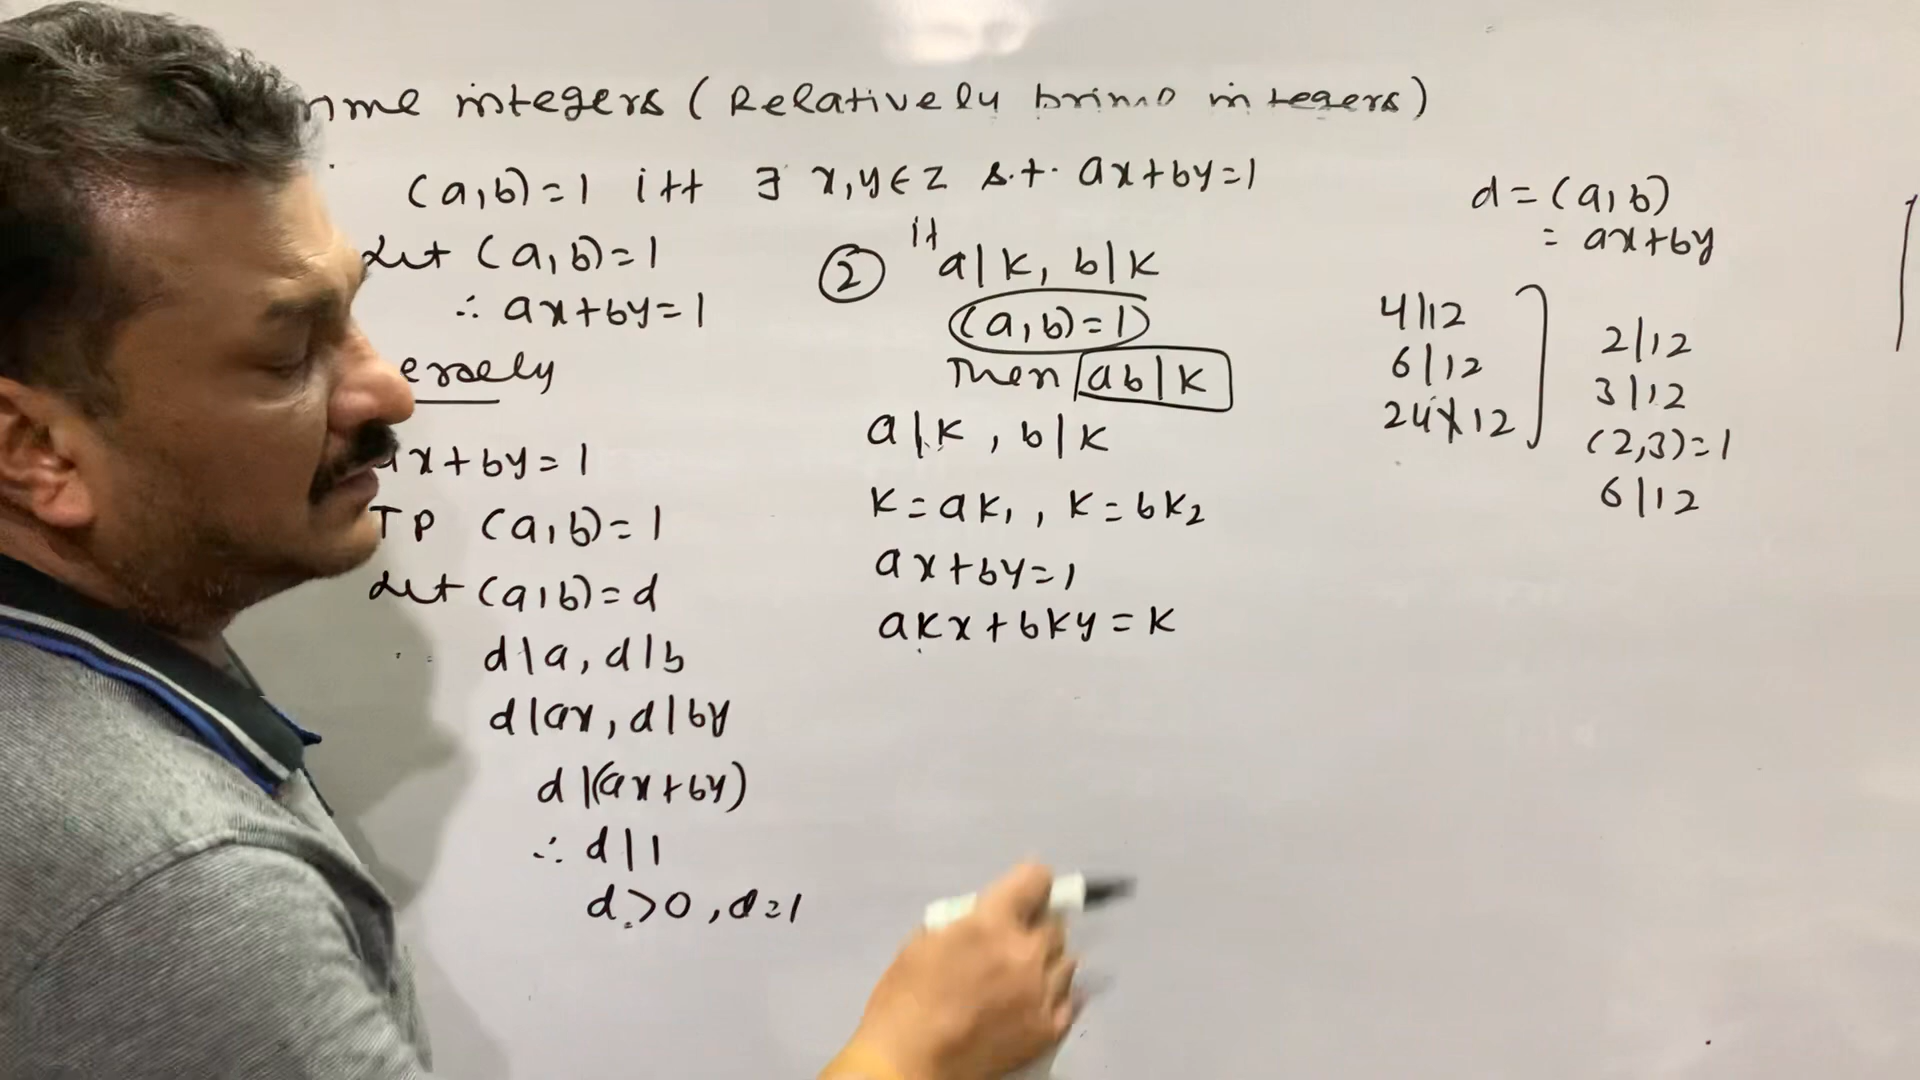 integers (Relatively prime integers)
(a,b)=1 iff ∃ x,y∈Z s.t. ax+by=1
Let (a,b)=1
∴ ax+by=1
ersely
ax+by=1
TP (a,b)=1
Let (a,b)=d
d|a, d|b
d|ax, d|by
d|(ax+by)
∴ d|1
d>0, d=1
② if a|k, b|k
(a,b)=1
Then ab|k
a|k, b|k
k=ak₁, k=bk₂
ax+by=1
akx+bky=k
d=(a,b)
=ax+by
4|12
6|12
24∤12
2|12
3|12
(2,3)=1
6|12